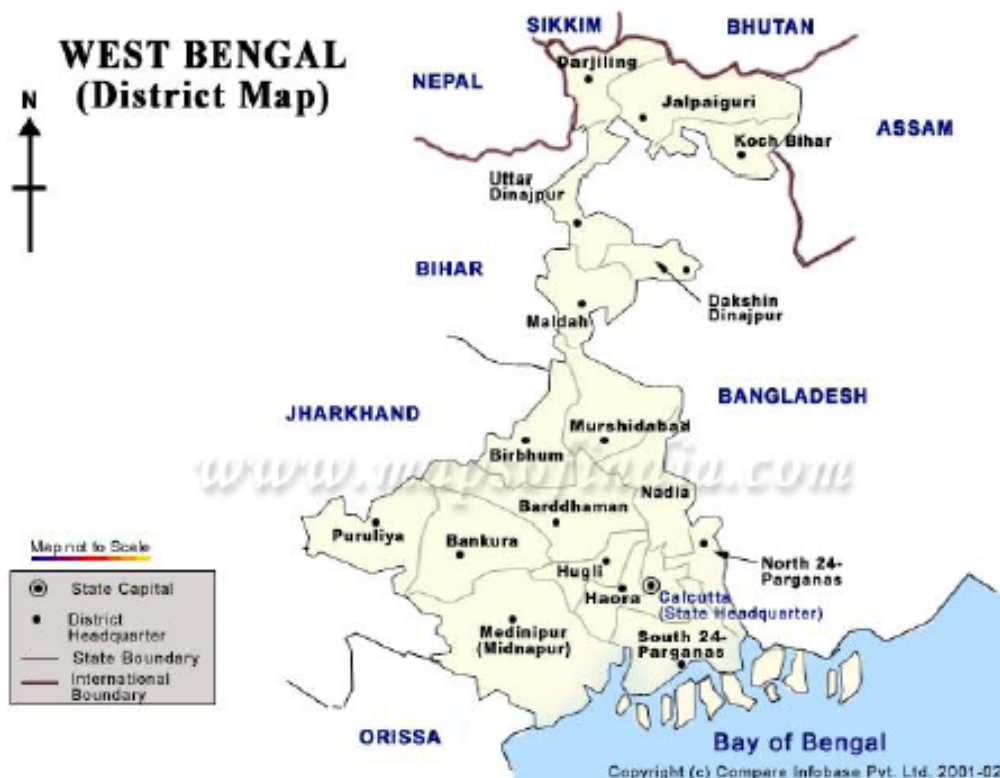 WEST BENGAL
(District Map)
N
SIKKIM
BHUTAN
NEPAL
Darjiling
Jalpaiguri
ASSAM
Koch Bihar
Uttar
Dinajpur
BIHAR
Dakshin
Dinajpur
Maldah
BANGLADESH
JHARKHAND
Murshidabad
Birbhum
www.mapsofindia.com
Nadia
Barddhaman
Puruliya
Bankura
North 24-
Parganas
Hugli
Haora
Calcutta
(State Headquarter)
Medinipur
(Midnapur)
South 24-
Parganas
Map not to Scale
State Capital
District
Headquarter
State Boundary
International
Boundary
ORISSA
Bay of Bengal
Copyright (c) Compare Infobase Pvt. Ltd. 2001-02